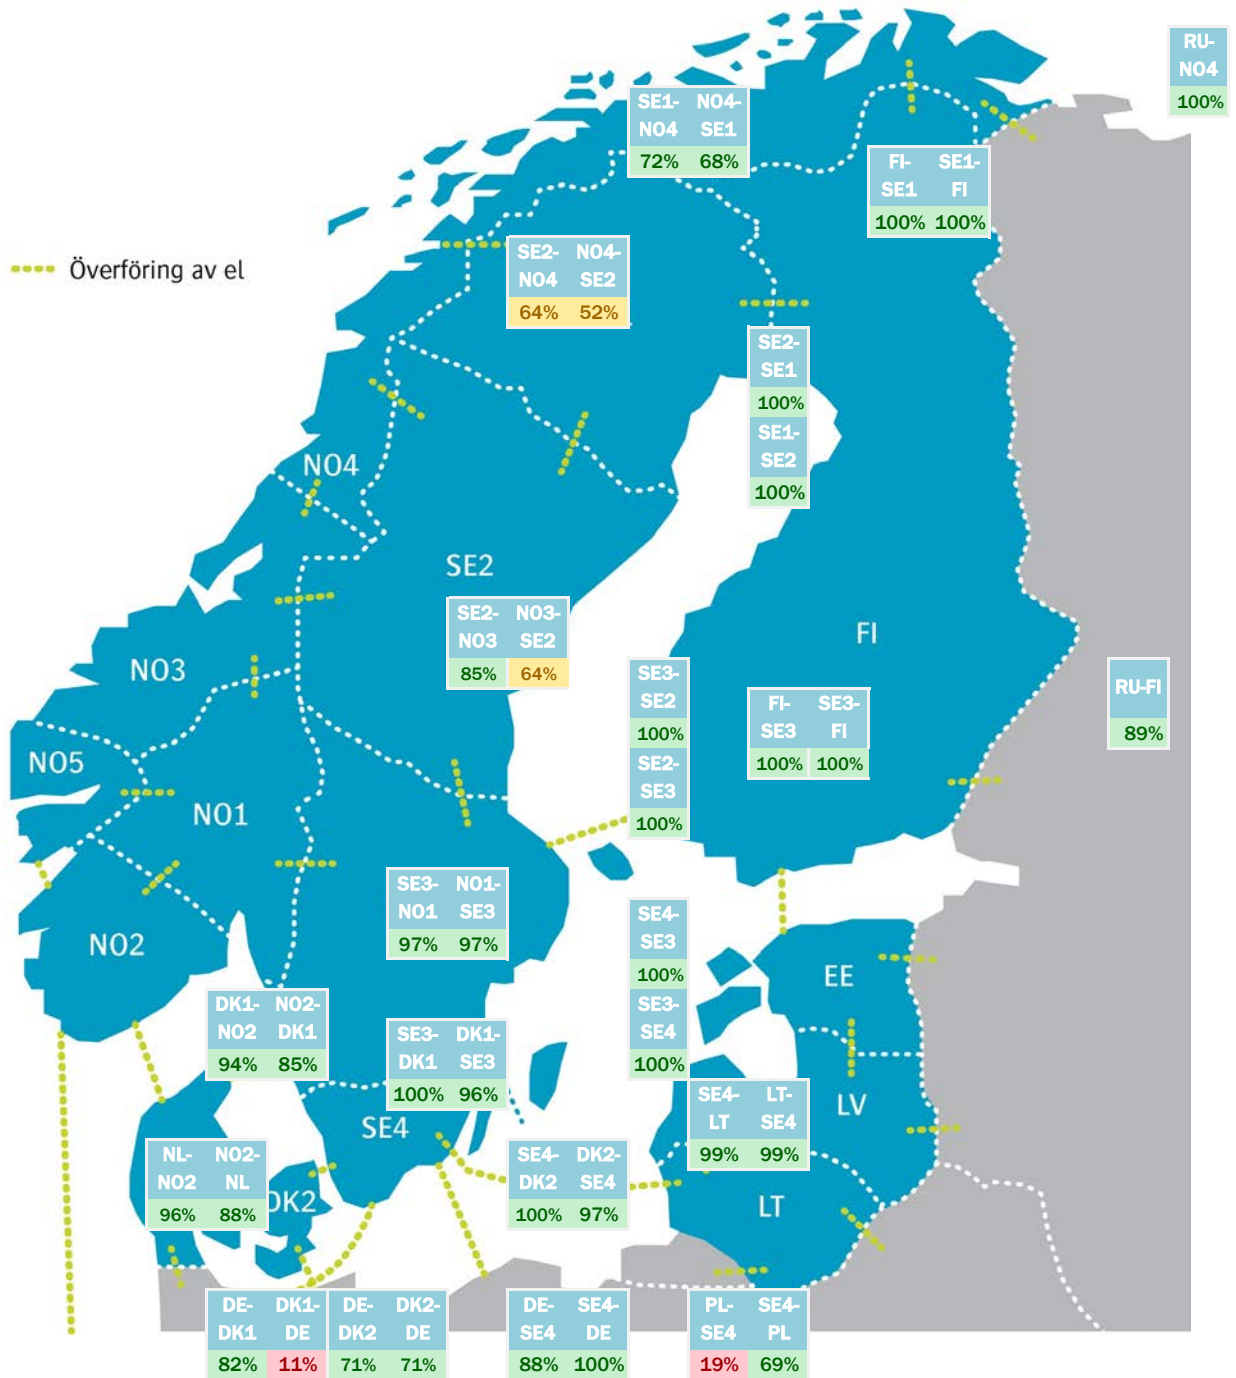 RU-
NO4
100%
SE1- NO4-
NO4 SE1
72% 68%
FI- SE1-
SE1 FI
100% 100%
Överföring av el
SE2- NO4-
NO4 SE2
64% 52%
SE2-
SE1
100%
SE1-
SE2
100%
NO4
SE2
SE2- NO3-
NO3 SE2
85% 64%
FI
NO3
SE3-
SE2
100%
SE2-
SE3
100%
FI- SE3-
SE3 FI
100% 100%
RU-FI
89%
NO5
NO1
SE3- NO1-
NO1 SE3
97% 97%
SE4-
SE3
100%
SE3-
SE4
100%
NO2
EE
DK1- NO2-
NO2 DK1
94% 85%
SE3- DK1-
DK1 SE3
100% 96%
SE4- LT-
LT SE4
99% 99%
LV
SE4
NL- NO2-
NO2 NL
96% 88%
DK2
SE4- DK2-
DK2 SE4
100% 97%
LT
DE- DK1-
DK1 DE
82% 11%
DE- DK2-
DK2 DE
71% 71%
DE- SE4-
SE4 DE
88% 100%
PL- SE4-
SE4 PL
19% 69%